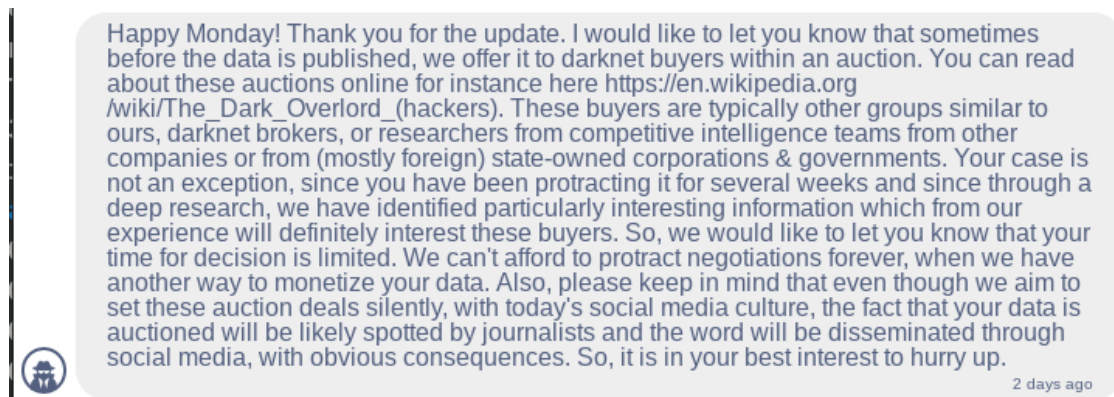 Happy Monday! Thank you for the update. I would like to let you know that sometimes
before the data is published, we offer it to darknet buyers within an auction. You can read
about these auctions online for instance here https://en.wikipedia.org
/wiki/The_Dark_Overlord_(hackers). These buyers are typically other groups similar to
ours, darknet brokers, or researchers from competitive intelligence teams from other
companies or from (mostly foreign) state-owned corporations & governments. Your case is
not an exception, since you have been protracting it for several weeks and since through a
deep research, we have identified particularly interesting information which from our
experience will definitely interest these buyers. So, we would like to let you know that your
time for decision is limited. We can't afford to protract negotiations forever, when we have
another way to monetize your data. Also, please keep in mind that even though we aim to
set these auction deals silently, with today's social media culture, the fact that your data is
auctioned will be likely spotted by journalists and the word will be disseminated through
social media, with obvious consequences. So, it is in your best interest to hurry up.
2 days ago